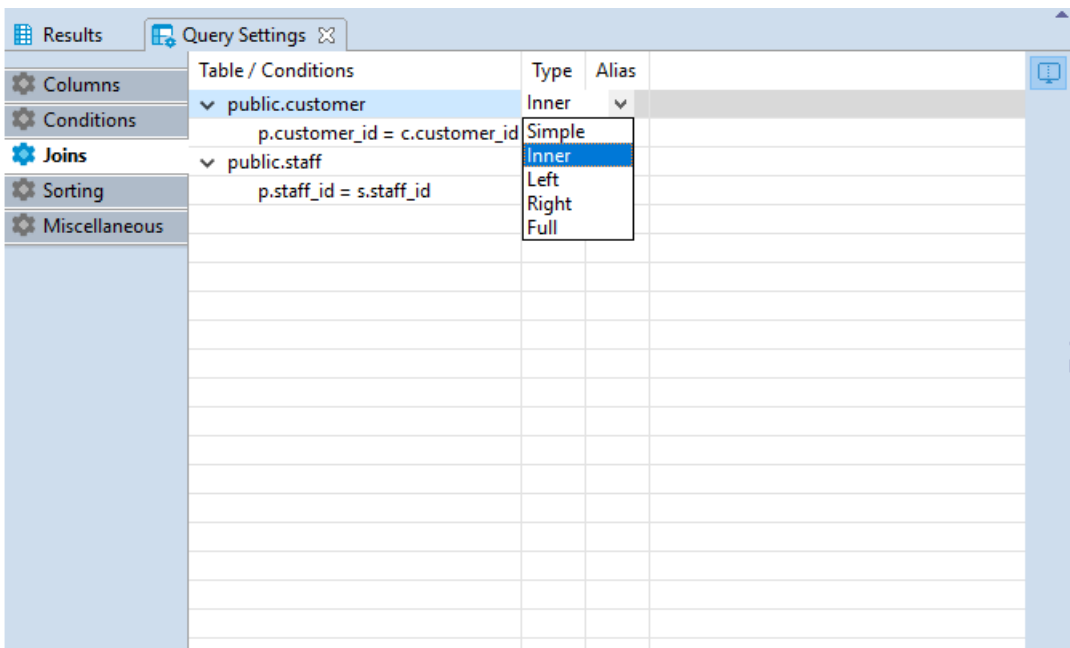 Results Query Settings
Columns
Conditions
Joins
Sorting
Miscellaneous
Table / Conditions Type Alias
public.customer Inner
p.customer_id = c.customer_id
public.staff
p.staff_id = s.staff_id
Simple
Inner
Left
Right
Full